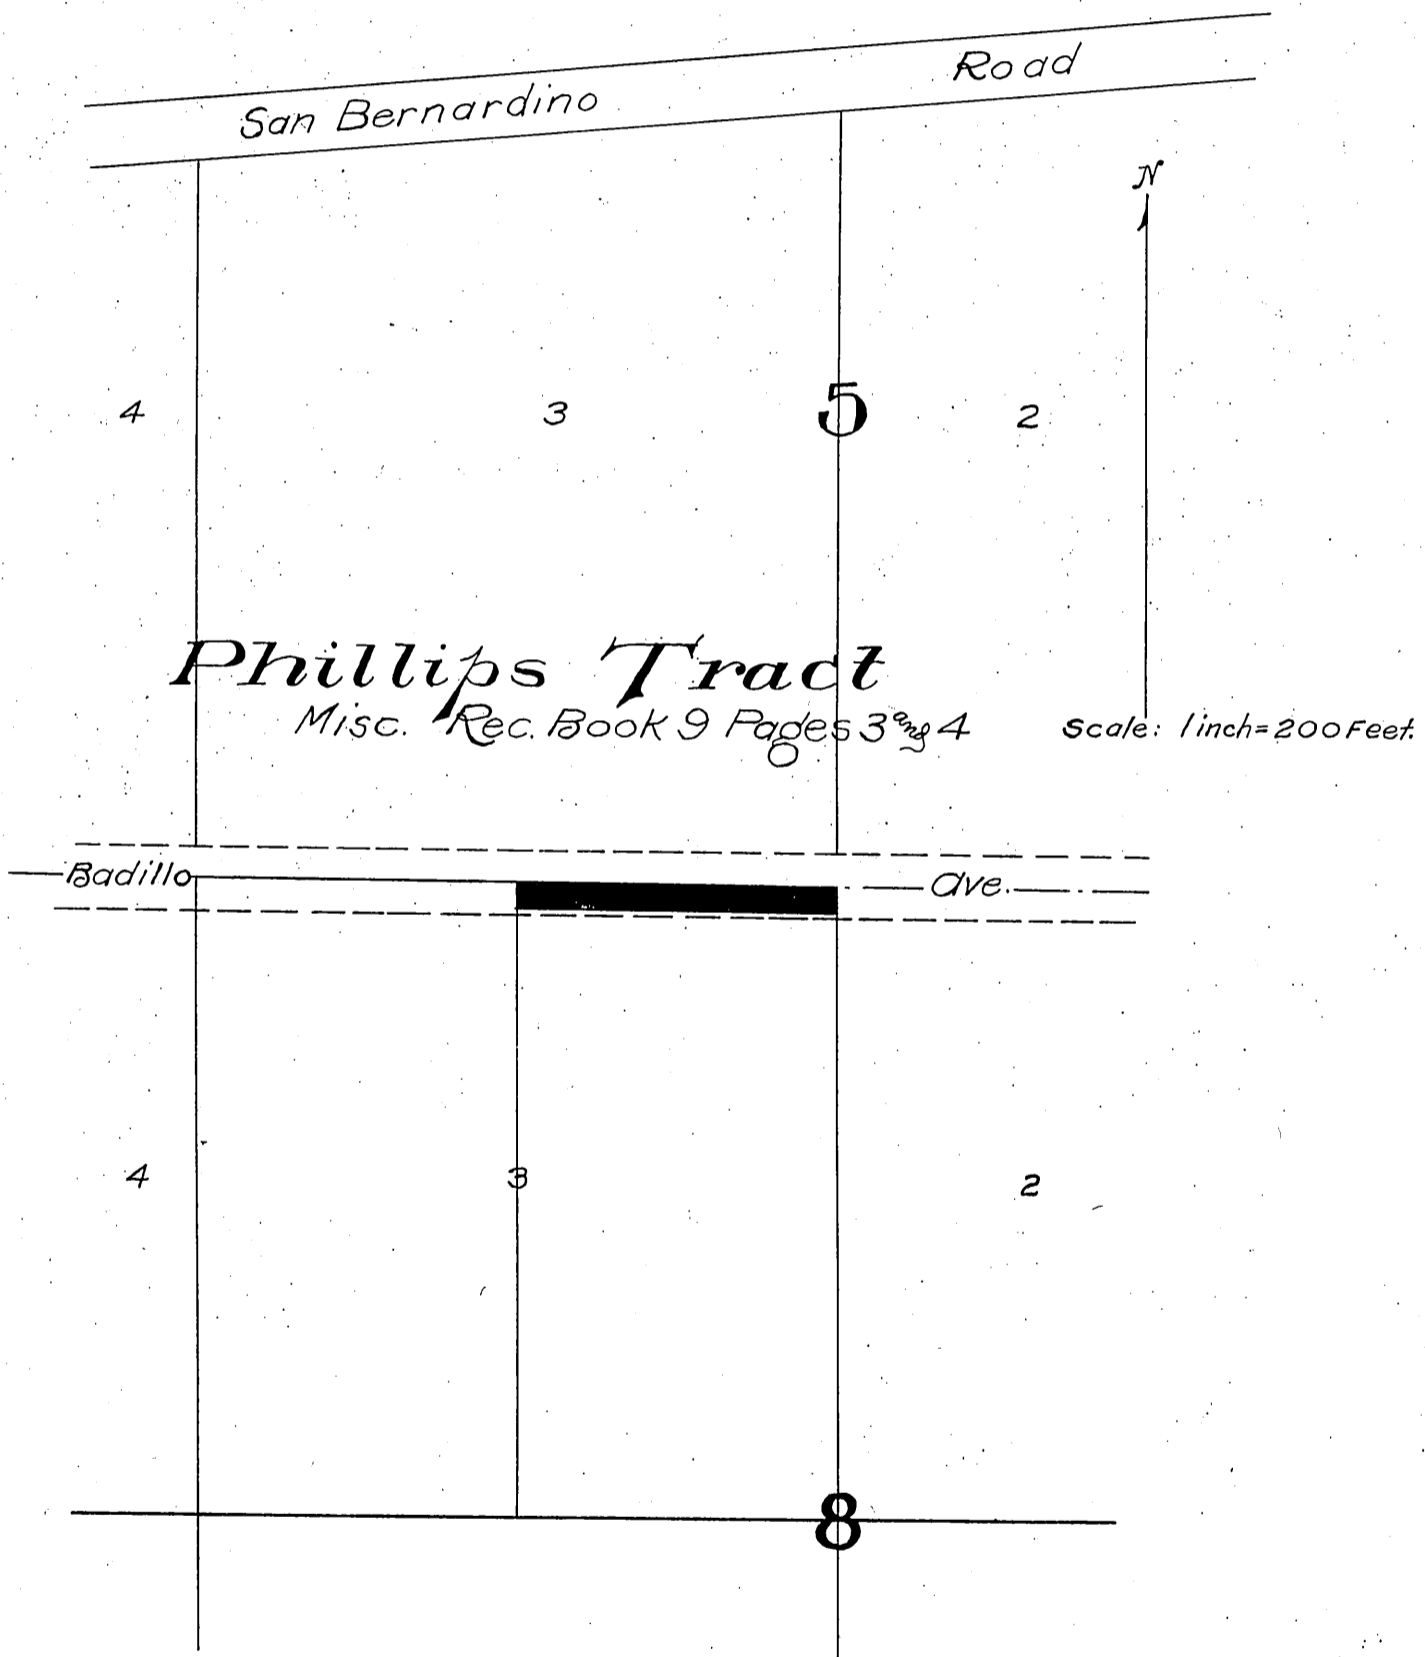 San Bernardino Road
N
4 3 5 2
Phillips Tract
Misc. Rec. Book 9 Pages 3 and 4
Scale: 1 inch = 200 Feet.
Badillo Ave.
4 3 2
8